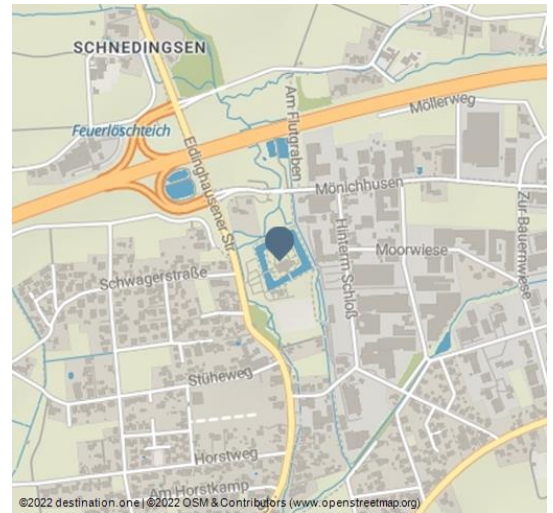 SCHNEDINGSEN
Feuerlöschteich
Am Flutgraben
Möllerweg
Edinghausener Str
Mönichhusen
Zur Bauernwiese
Hinterm Schloß
Moorwiese
Schwagerstraße
Stüheweg
Horstweg
Am Horstkamp
©2022 destination.one | ©2022 OSM & Contributors (www.openstreetmap.org)